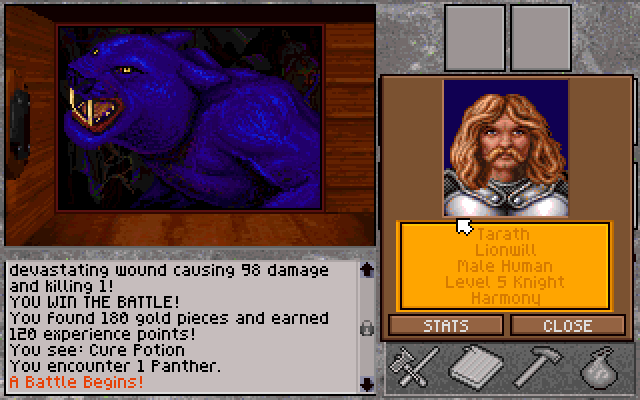 devastating wound causing 98 damage
and killing 1!
YOU WIN THE BATTLE!
You found 180 gold pieces and earned
120 experience points!
You see: Cure Potion
You encounter 1 Panther.
A Battle Begins!
Tarath
Lionwill
Male Human
Level 5 Knight
Harmony
STATS
CLOSE